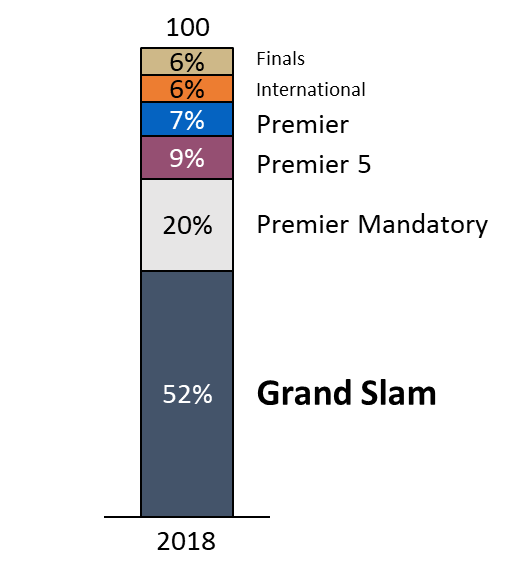 100
6% Finals
6% International
7% Premier
9% Premier 5
20% Premier Mandatory
52% Grand Slam
2018